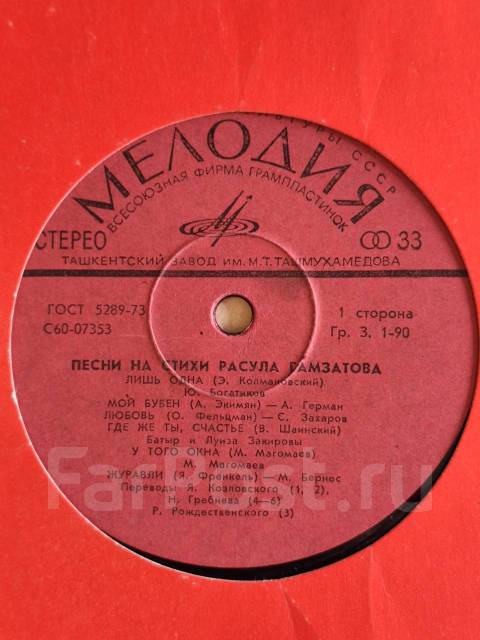 ЛЬТУРЫ СССР
МЕЛОДИЯ
ВСЕСОЮЗНАЯ ФИРМА ГРАМПЛАСТИНОК
СТЕРЕО
33
ТАШКЕНТСКИЙ ЗАВОД ИМ. М.Т. ТАШМУХАМЕДОВА
ГОСТ 5289-73
1 сторона
С60-07353
Гр. 3. 1-90
ПЕСНИ НА СТИХИ РАСУЛА ГАМЗАТОВА
ЛИШЬ ОДНА (Э. Колмановский)
Ю. Богатиков
МОЙ БУБЕН (А. Экимян) — А. Герман
ЛЮБОВЬ (О. Фельцман) — С. Захаров
ГДЕ ЖЕ ТЫ, СЧАСТЬЕ (В. Шаинский)
Батыр и Луиза Закировы
У ТОГО ОКНА (М. Магомаев)
М. Магомаев
ЖУРАВЛИ (Я. Френкель) — М. Бернес
Переводы Я. Козловского (1, 2),
Н. Гребнева (4—6)
Р. Рождественского (3)
FarPost.ru